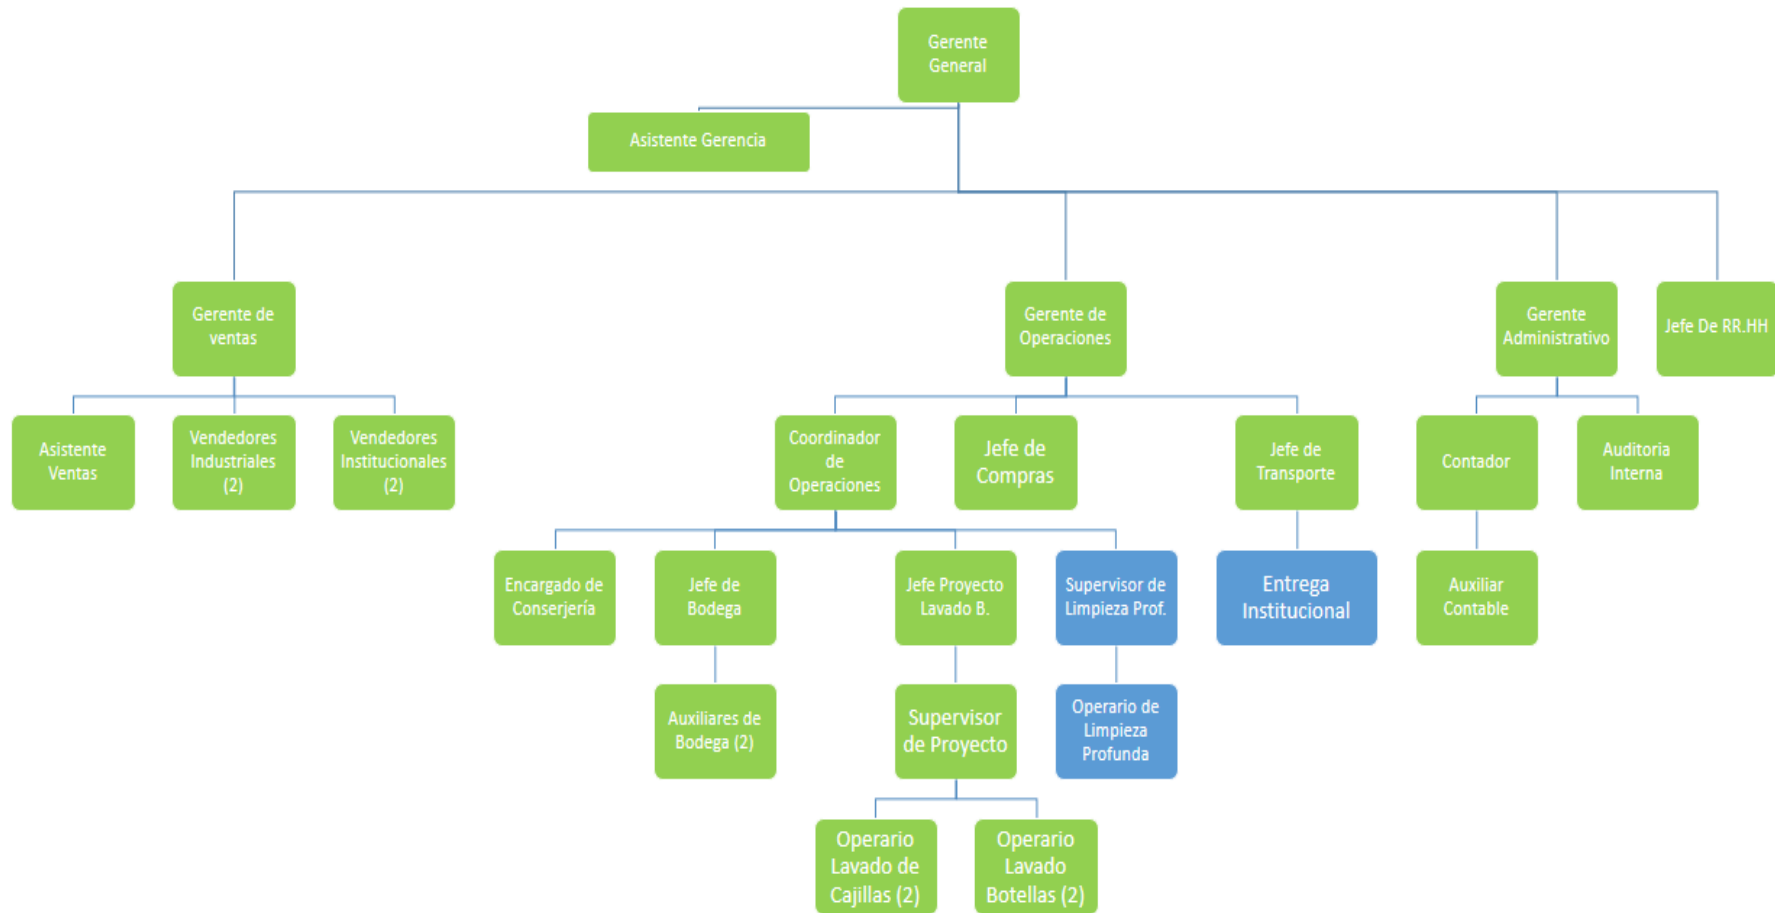 Gerente
General
Asistente Gerencia
Gerente de
ventas
Gerente de
Operaciones
Gerente
Administrativo
Jefe De RR.HH
Asistente
Ventas
Vendedores
Industriales
(2)
Vendedores
Institucionales
(2)
Coordinador
de
Operaciones
Jefe de
Compras
Jefe de
Transporte
Contador
Auditoria
Interna
Encargado de
Conserjería
Jefe de
Bodega
Jefe Proyecto
Lavado B.
Supervisor de
Limpieza Prof.
Entrega
Institucional
Auxiliar
Contable
Auxiliares de
Bodega (2)
Supervisor
de Proyecto
Operario de
Limpieza
Profunda
Operario
Lavado de
Cajillas (2)
Operario
Lavado
Botellas (2)